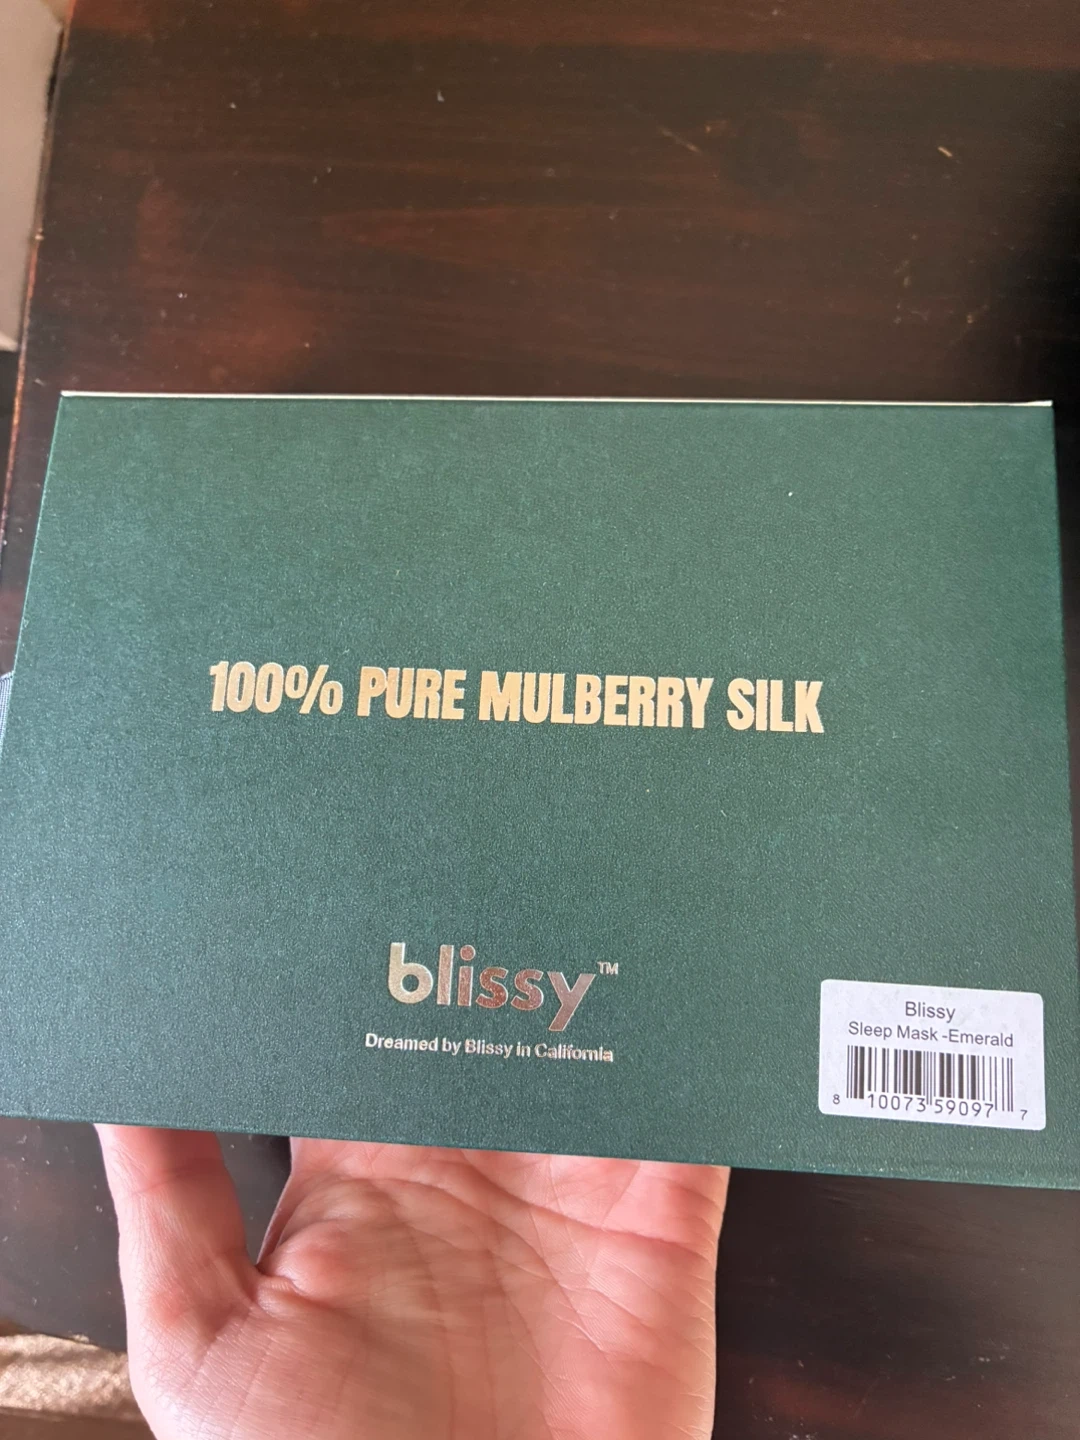 100% PURE MULBERRY SILK
blissy™
Dreamed by Blissy in California
Blissy
Sleep Mask -Emerald
8 10073 59097 7